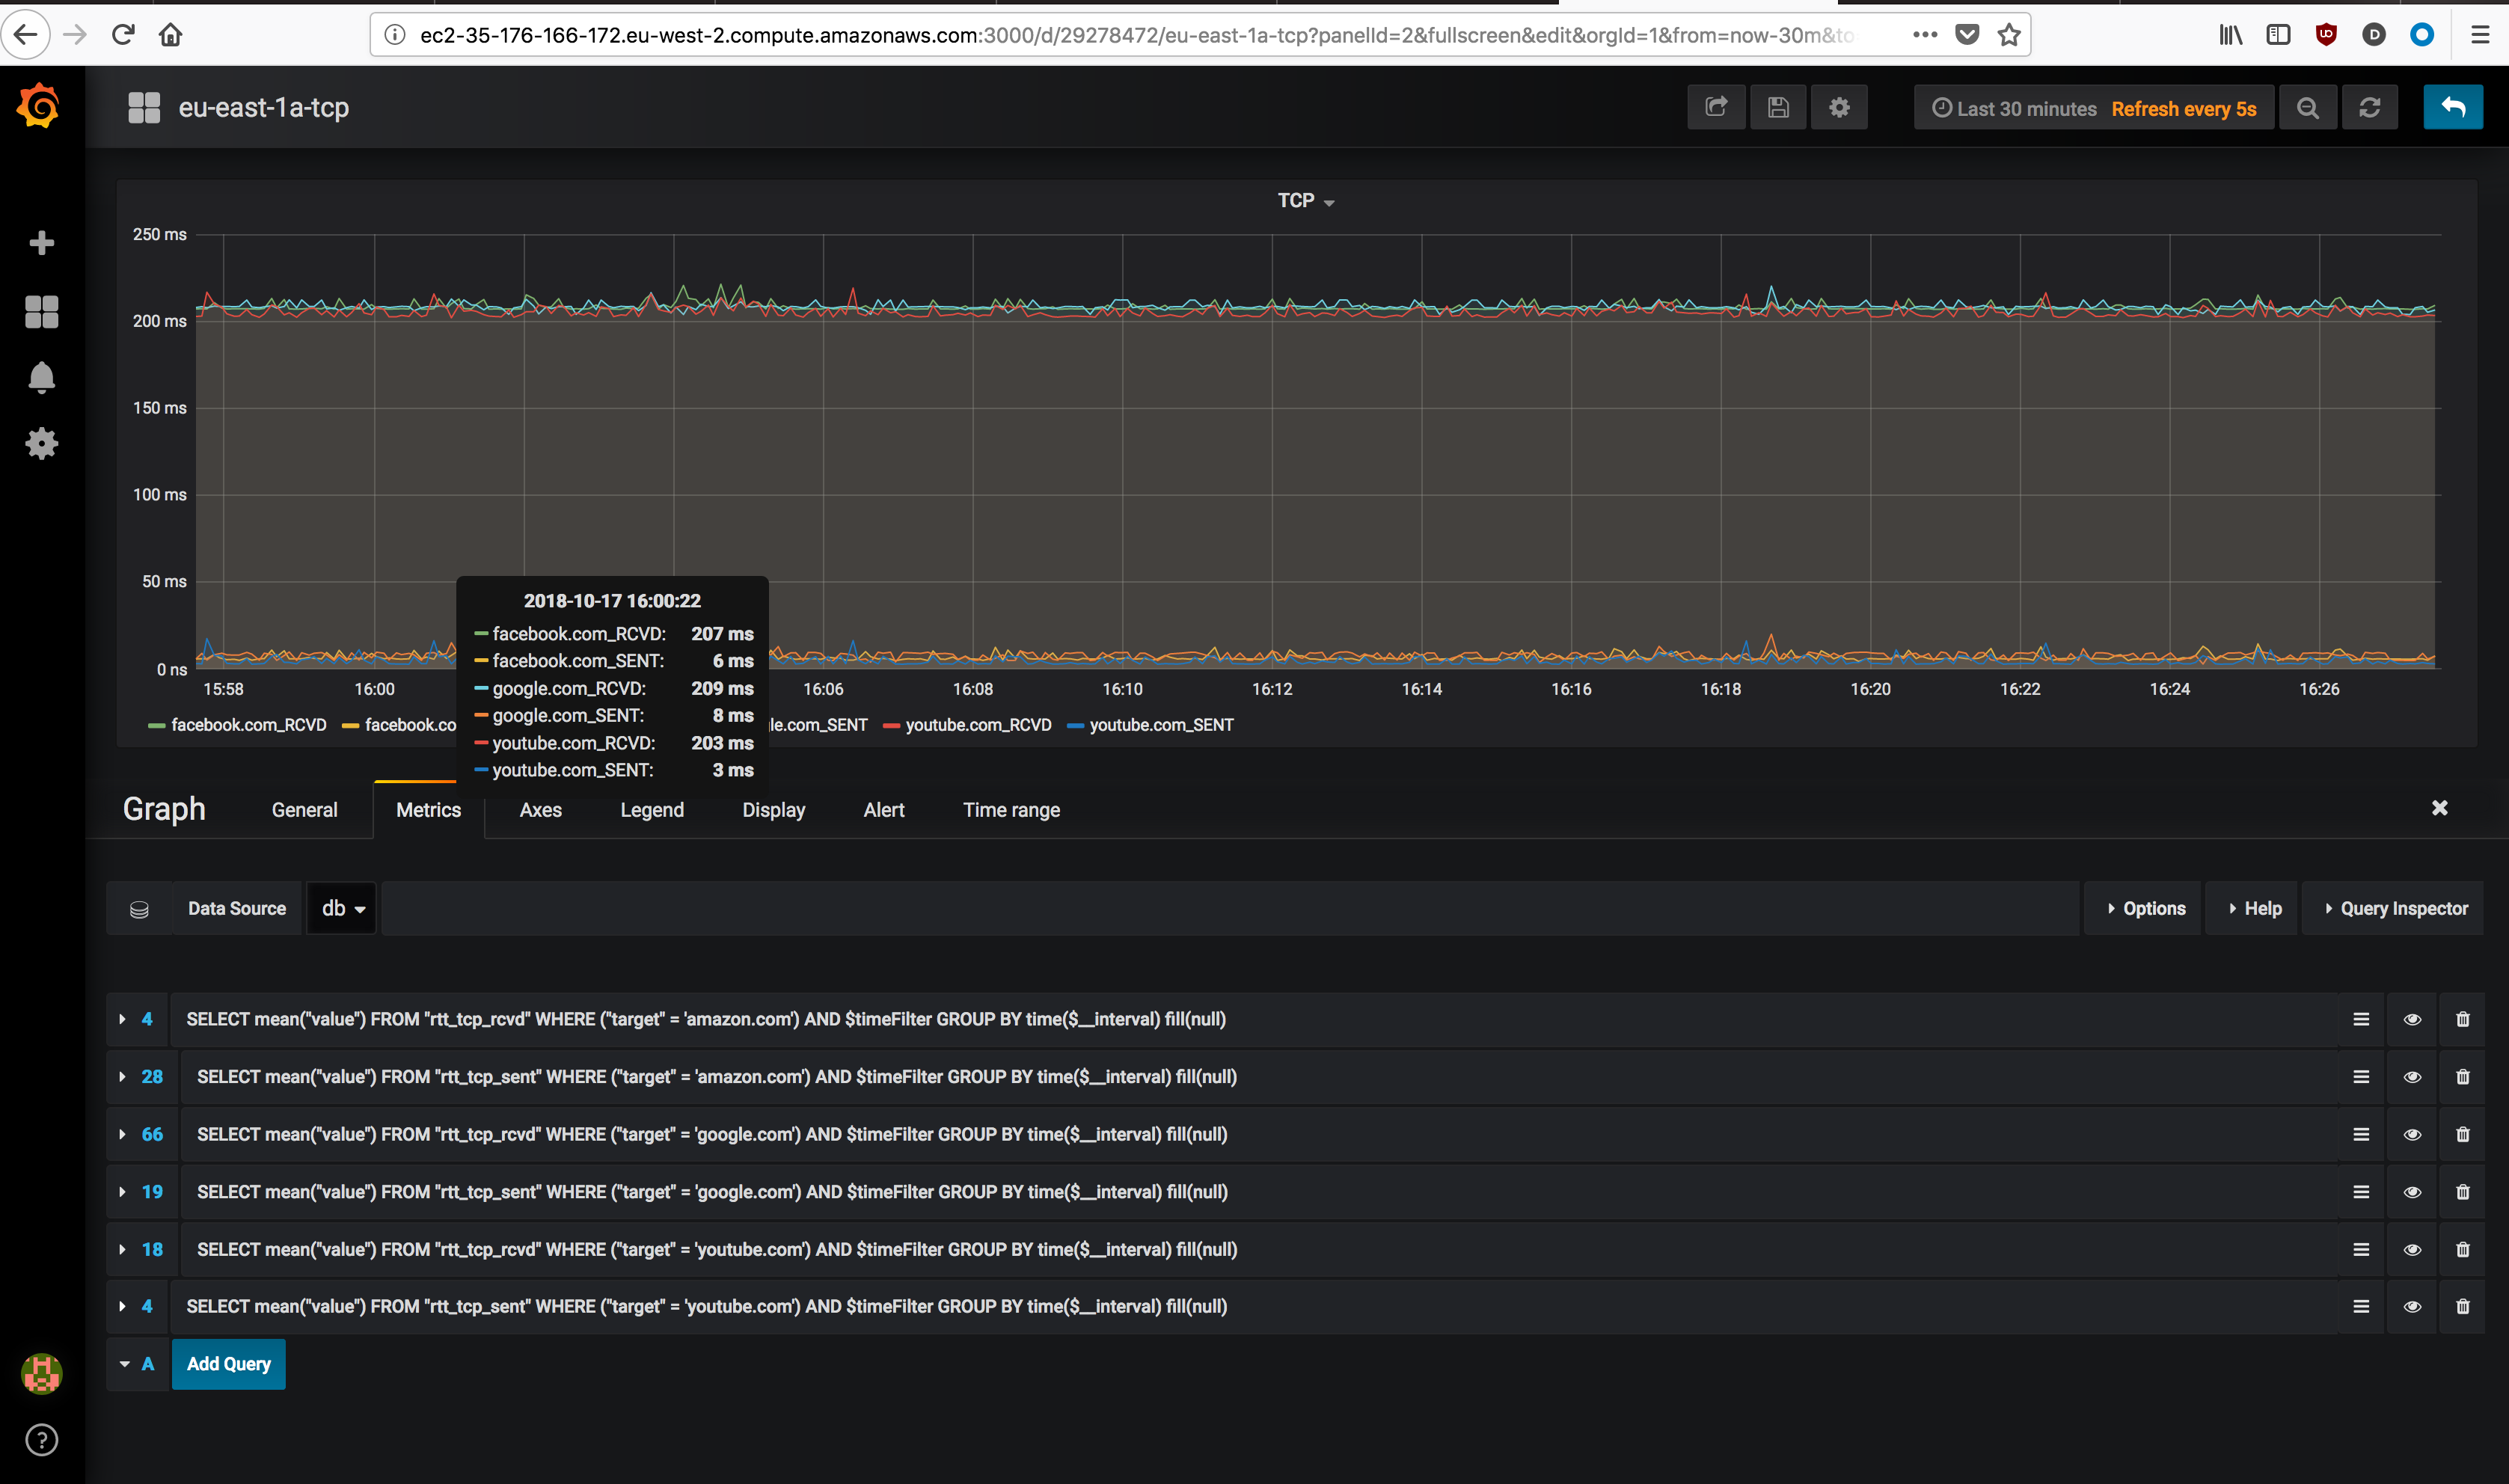 ec2-35-176-166-172.eu-west-2.compute.amazonaws.com:3000/d/29278472/eu-east-1a-tcp?panelId=2&fullscreen&edit&orgId=1&from=now-30m&to
eu-east-1a-tcp
Last 30 minutes Refresh every 5s
TCP
250 ms
200 ms
150 ms
100 ms
50 ms
0 ns
15:58 16:00 16:06 16:08 16:10 16:12 16:14 16:16 16:18 16:20 16:22 16:24 16:26
2018-10-17 16:00:22
facebook.com_RCVD: 207 ms
facebook.com_SENT: 6 ms
google.com_RCVD: 209 ms
google.com_SENT: 8 ms
youtube.com_RCVD: 203 ms
youtube.com_SENT: 3 ms
facebook.com_RCVD facebook.co le.com_SENT youtube.com_RCVD youtube.com_SENT
Graph General Metrics Axes Legend Display Alert Time range
Data Source db Options Help Query Inspector
4 SELECT mean("value") FROM "rtt_tcp_rcvd" WHERE ("target" = 'amazon.com') AND $timeFilter GROUP BY time($__interval) fill(null)
28 SELECT mean("value") FROM "rtt_tcp_sent" WHERE ("target" = 'amazon.com') AND $timeFilter GROUP BY time($__interval) fill(null)
66 SELECT mean("value") FROM "rtt_tcp_rcvd" WHERE ("target" = 'google.com') AND $timeFilter GROUP BY time($__interval) fill(null)
19 SELECT mean("value") FROM "rtt_tcp_sent" WHERE ("target" = 'google.com') AND $timeFilter GROUP BY time($__interval) fill(null)
18 SELECT mean("value") FROM "rtt_tcp_rcvd" WHERE ("target" = 'youtube.com') AND $timeFilter GROUP BY time($__interval) fill(null)
4 SELECT mean("value") FROM "rtt_tcp_sent" WHERE ("target" = 'youtube.com') AND $timeFilter GROUP BY time($__interval) fill(null)
A Add Query